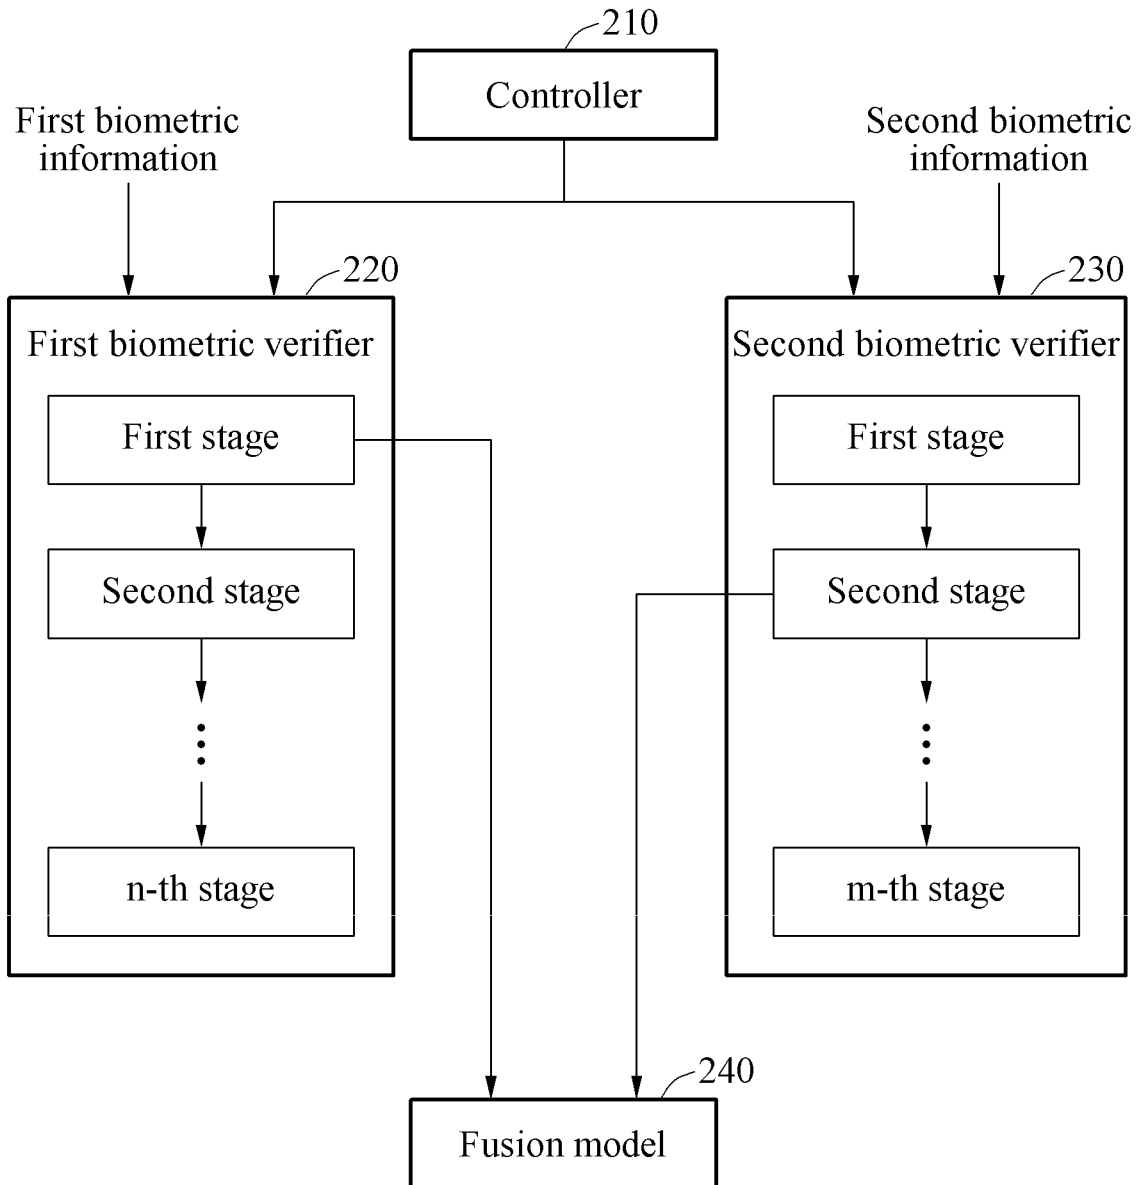 210
Controller
First biometric
information
Second biometric
information
220
230
First biometric verifier
Second biometric verifier
First stage
First stage
Second stage
Second stage
n-th stage
m-th stage
240
Fusion model